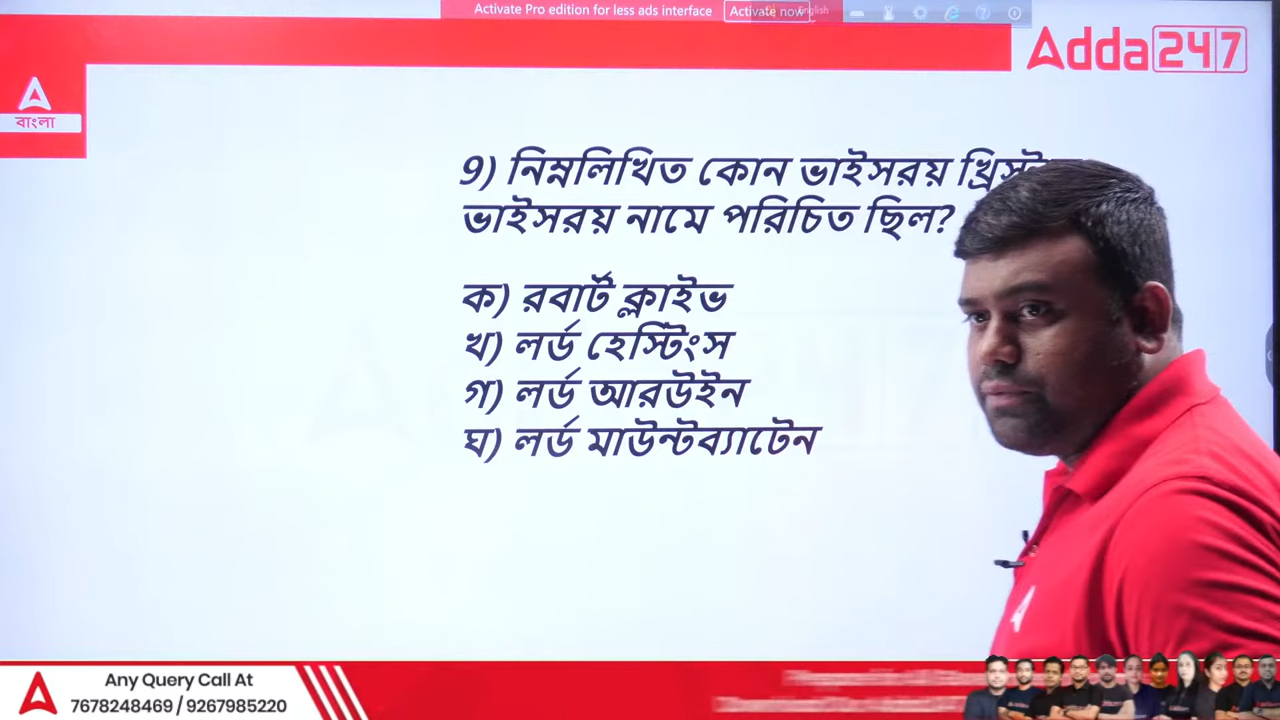 Activate Pro edition for less ads interface Activate now English
Adda247
বাংলা
9) নিম্নলিখিত কোন ভাইসরয়
ভাইসরয় নামে পরিচিত ছিল?
ক) রবার্ট ক্লাইভ
খ) লর্ড হেস্টিংস
গ) লর্ড আরউইন
ঘ) লর্ড মাউন্টব্যাটেন
Any Query Call At
7678248469 / 9267985220